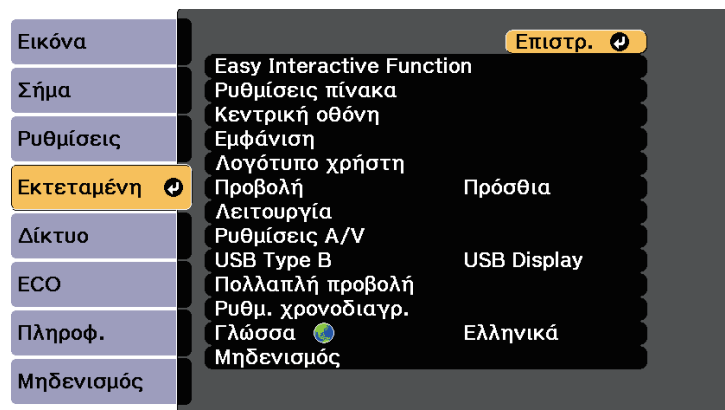 Εικόνα
Σήμα
Ρυθμίσεις
Εκτεταμένη
Δίκτυο
ECO
Πληροφ.
Μηδενισμός
Επιστρ.
Easy Interactive Function
Ρυθμίσεις πίνακα
Κεντρική οθόνη
Εμφάνιση
Λογότυπο χρήστη
Προβολή Πρόσθια
Λειτουργία
Ρυθμίσεις A/V
USB Type B USB Display
Πολλαπλή προβολή
Ρυθμ. χρονοδιαγρ.
Γλώσσα Ελληνικά
Μηδενισμός